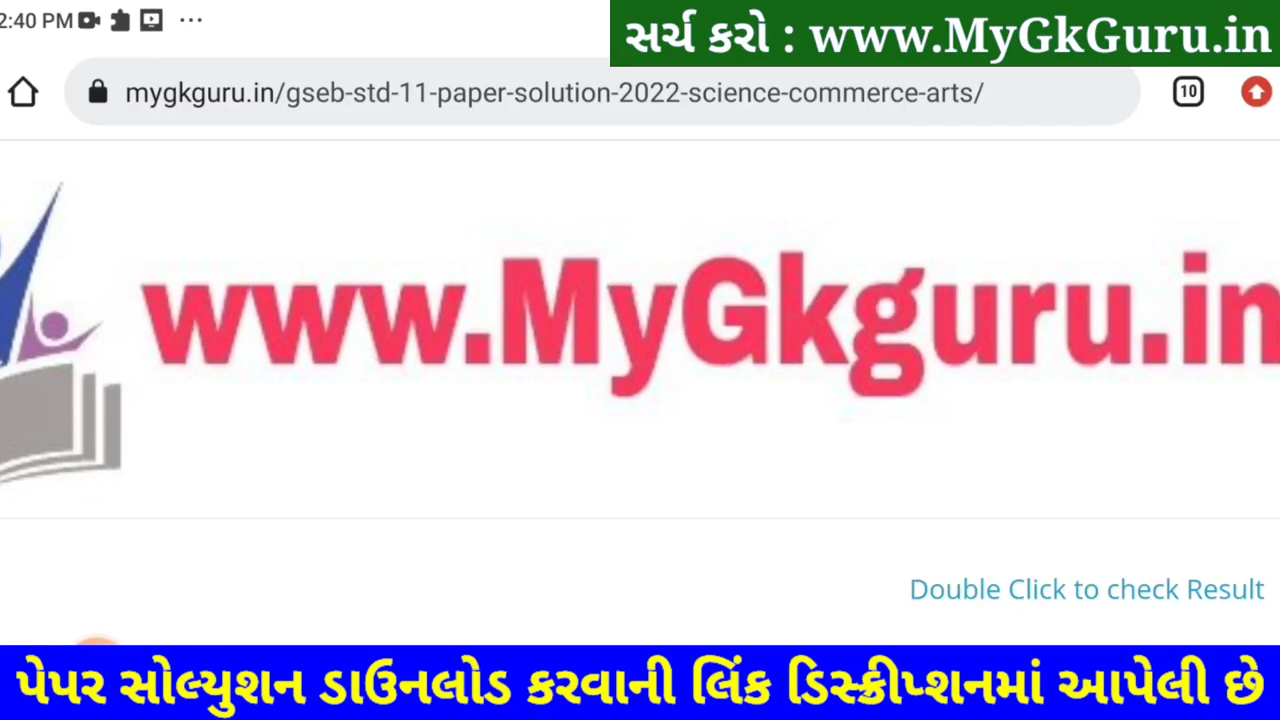 2:40 PM
સર્ચ કરો : www.MyGkGuru.in
mygkguru.in/gseb-std-11-paper-solution-2022-science-commerce-arts/
10
www.MyGkguru.in
Double Click to check Result
પેપર સોલ્યુશન ડાઉનલોડ કરવાની લિંક ડિસ્ક્રીપ્શનમાં આપેલી છે